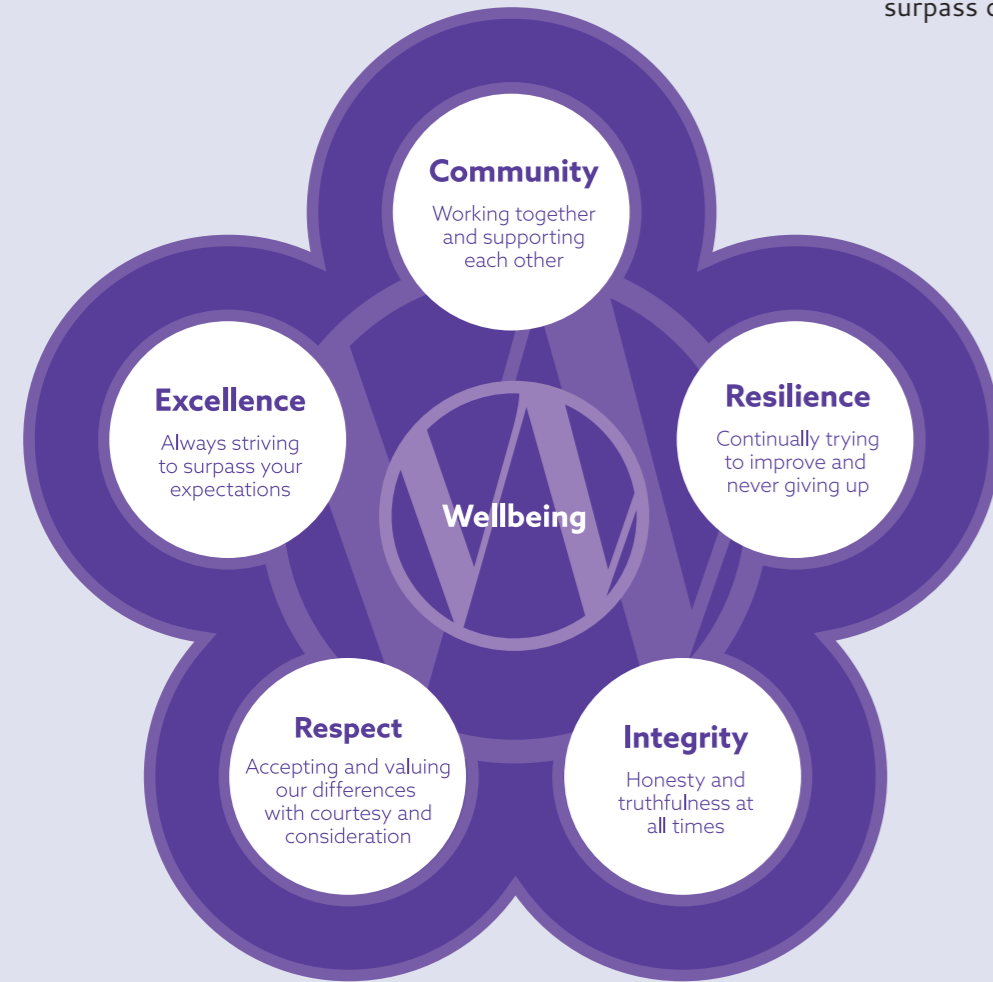 surpass
Community
Working together
and supporting
each other
Excellence
Always striving
to surpass your
expectations
Resilience
Continually trying
to improve and
never giving up
Wellbeing
Respect
Accepting and valuing
our differences
with courtesy and
consideration
Integrity
Honesty and
truthfulness at
all times